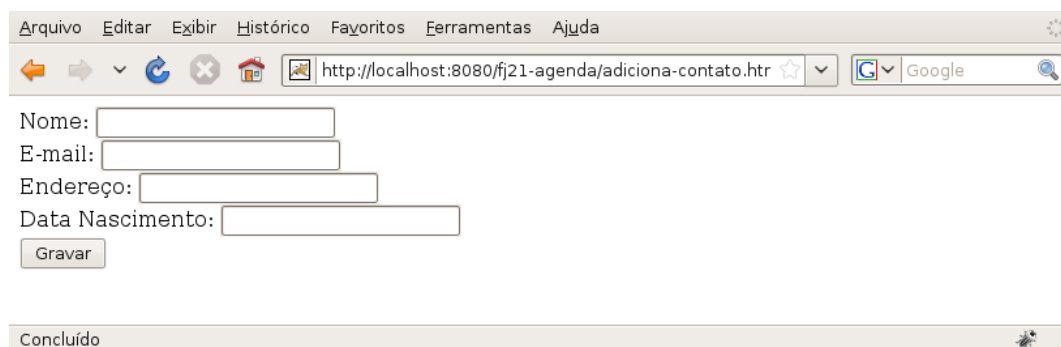 Arquivo Editar Exibir Histórico Favoritos Ferramentas Ajuda
http://localhost:8080/fj21-agenda/adiciona-contato.htr G Google
Nome:
E-mail:
Endereço:
Data Nascimento:
Gravar
Concluído